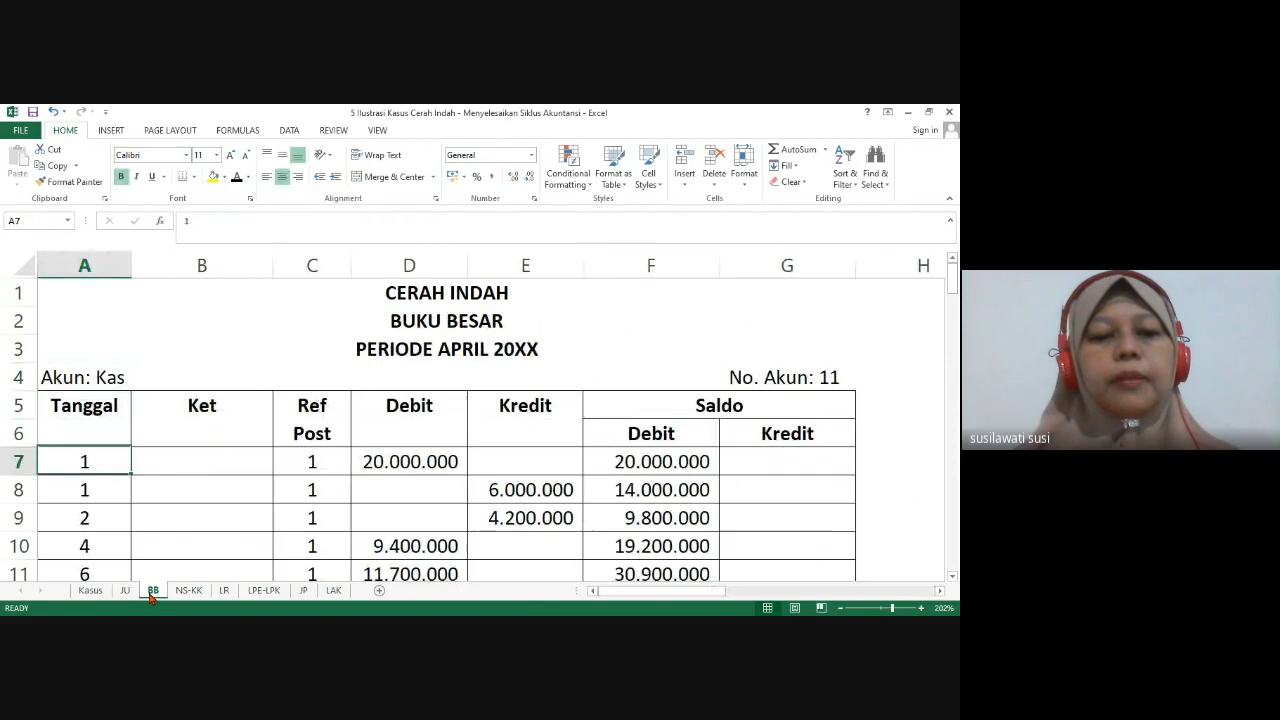 5 Ilustrasi Kasus Cerah Indah - Menyelesaikan Siklus Akuntansi - Excel
FILE HOME INSERT PAGE LAYOUT FORMULAS DATA REVIEW VIEW Sign in
Paste
Cut
Copy
Format Painter
Clipboard
Calibri 11
B I U A
Font
Wrap Text
Merge & Center
Alignment
General
%
Number
Conditional Formatting
Format as Table
Cell Styles
Styles
Insert
Delete
Format
Cells
AutoSum
Fill
Clear
Sort & Filter
Find & Select
Editing
A7 fx 1
A B C D E F G H
1 CERAH INDAH
2 BUKU BESAR
3 PERIODE APRIL 20XX
4 Akun: Kas No. Akun: 11
5 Tanggal Ket Ref Debit Kredit Saldo
6 Post Debit Kredit
7 1 1 20.000.000 20.000.000
8 1 1 6.000.000 14.000.000
9 2 1 4.200.000 9.800.000
10 4 1 9.400.000 19.200.000
11 6 1 11.700.000 30.900.000
Kasus JU BB NS-KK LR LPE-LPK JP LAK
READY 202%
susilawati susi